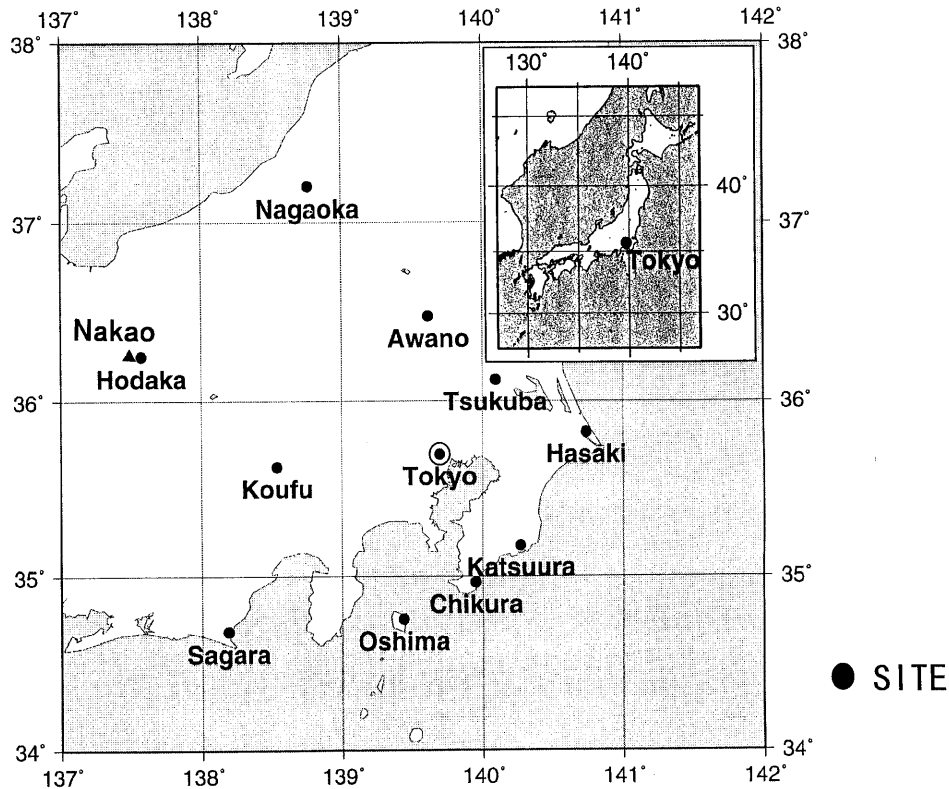 137° 138° 139° 140° 141° 142°
38° 38°
130° 140°
40°
Tokyo
30°
Nagaoka
37° 37°
Nakao
Awano
Hodaka
Tsukuba
36° 36°
Hasaki
Tokyo
Koufu
Katsuura
35° 35°
Chikura
Oshima
Sagara
SITE
34° 34°
137° 138° 139° 140° 141° 142°